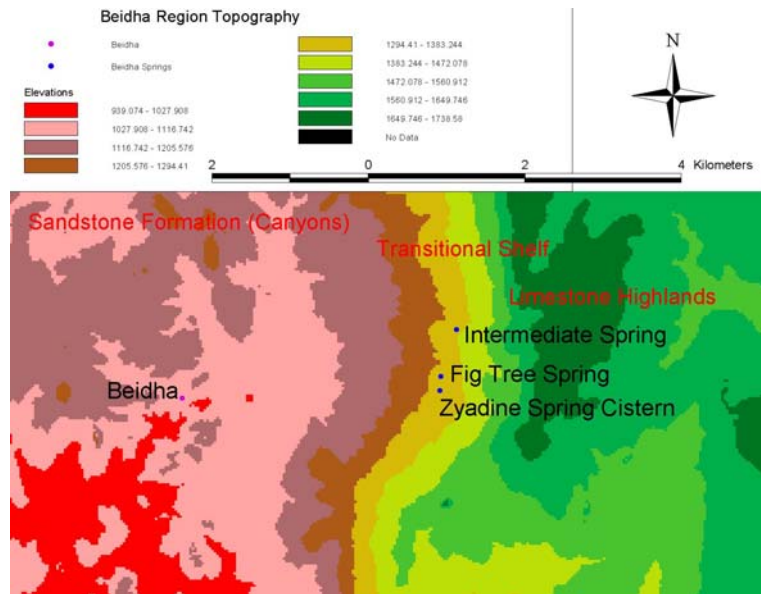 Beidha Region Topography
Beidha
Beidha Springs
Elevations
939.074 - 1027.908
1027.908 - 1116.742
1116.742 - 1205.576
1205.576 - 1294.41
1294.41 - 1383.244
1383.244 - 1472.078
1472.078 - 1560.912
1560.912 - 1649.746
1649.746 - 1738.58
No Data
N
2 0 2 4 Kilometers
Sandstone Formation (Canyons)
Transitional Shelf
Limestone Highlands
Intermediate Spring
Fig Tree Spring
Beidha
Zyadine Spring Cistern